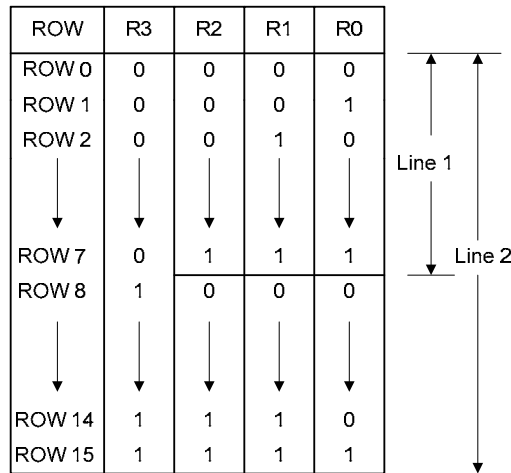 ROW R3 R2 R1 R0
ROW 0 0 0 0 0
ROW 1 0 0 0 1
ROW 2 0 0 1 0
Line 1
ROW 7 0 1 1 1
Line 2
ROW 8 1 0 0 0
ROW 14 1 1 1 0
ROW 15 1 1 1 1